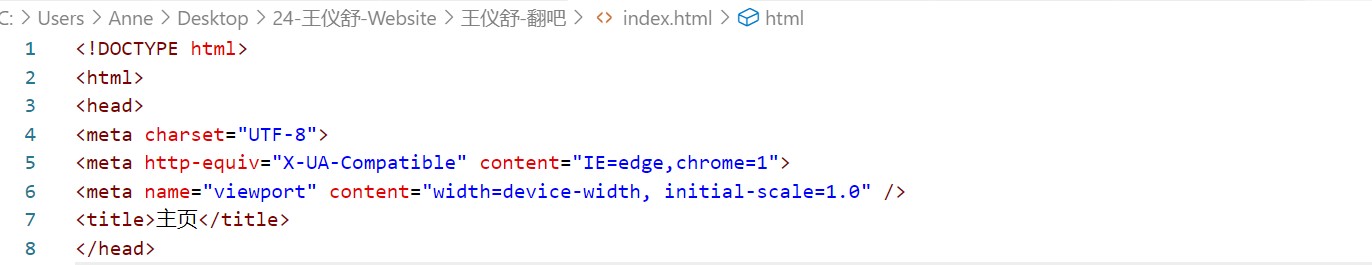 C: > Users > Anne > Desktop > 24-王仪舒-Website > 王仪舒-翻吧 > <> index.html > html
1 <!DOCTYPE html>
2 <html>
3 <head>
4 <meta charset="UTF-8">
5 <meta http-equiv="X-UA-Compatible" content="IE=edge,chrome=1">
6 <meta name="viewport" content="width=device-width, initial-scale=1.0" />
7 <title>主页</title>
8 </head>